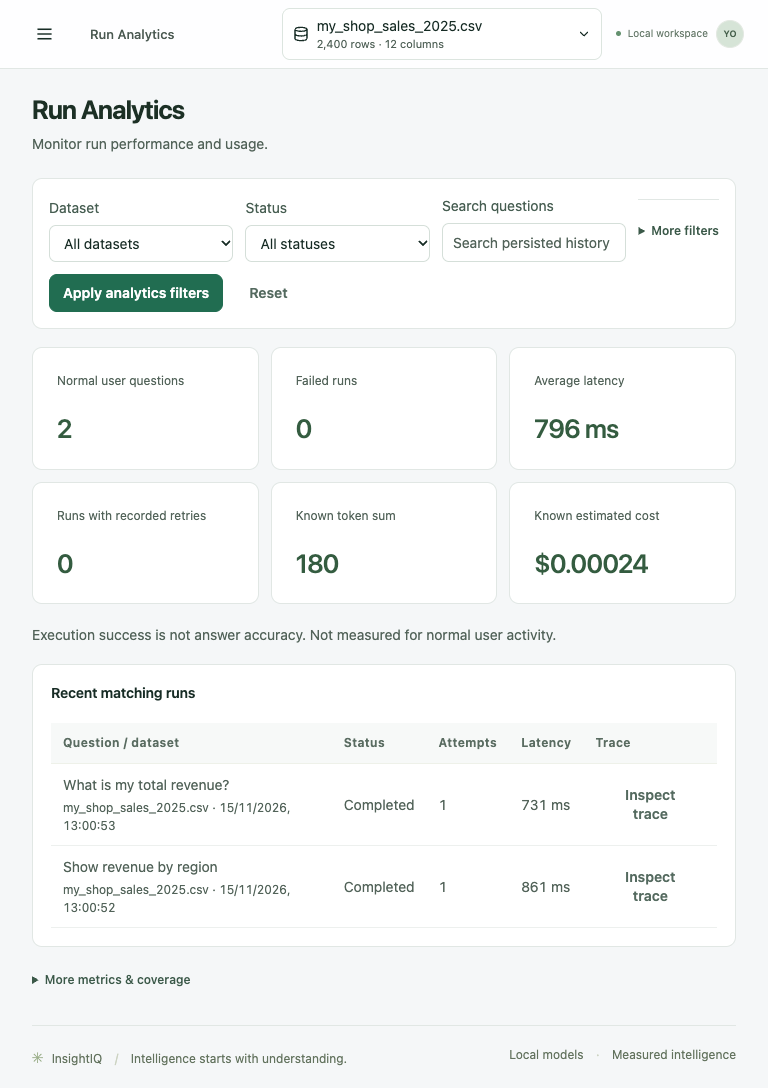 Run Analytics
my_shop_sales_2025.csv
2,400 rows · 12 columns
Local workspace
YO
Run Analytics
Monitor run performance and usage.
Dataset
Status
Search questions
All datasets
All statuses
Search persisted history
More filters
Apply analytics filters
Reset
Normal user questions
2
Failed runs
0
Average latency
796 ms
Runs with recorded retries
0
Known token sum
180
Known estimated cost
$0.00024
Execution success is not answer accuracy. Not measured for normal user activity.
Recent matching runs
Question / dataset Status Attempts Latency Trace
What is my total revenue?
my_shop_sales_2025.csv · 15/11/2026,
13:00:53
Completed 1 731 ms
Inspect
trace
Show revenue by region
my_shop_sales_2025.csv · 15/11/2026,
13:00:52
Completed 1 861 ms
Inspect
trace
More metrics & coverage
InsightIQ / Intelligence starts with understanding.
Local models · Measured intelligence